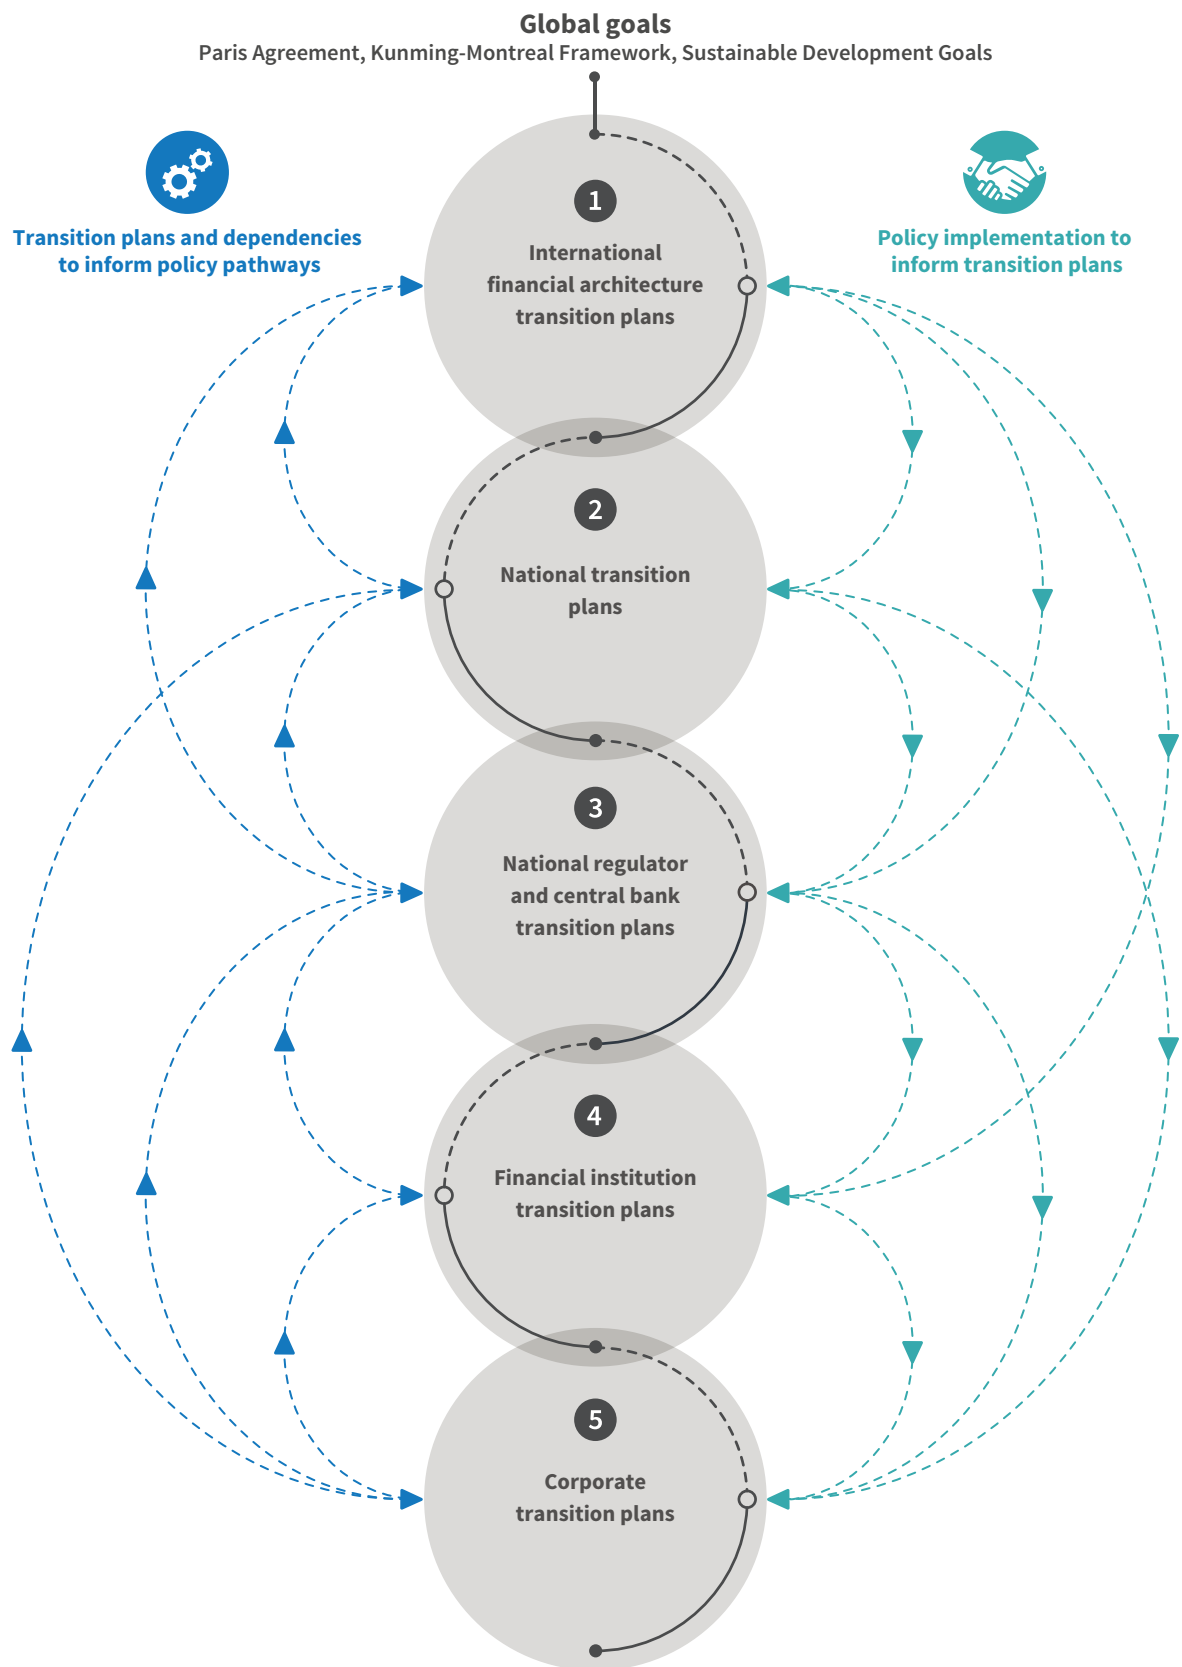 Global goals
Paris Agreement, Kunming-Montreal Framework, Sustainable Development Goals
Transition plans and dependencies
to inform policy pathways
Policy implementation to
inform transition plans
1
International
financial architecture
transition plans
2
National transition
plans
3
National regulator
and central bank
transition plans
4
Financial institution
transition plans
5
Corporate
transition plans